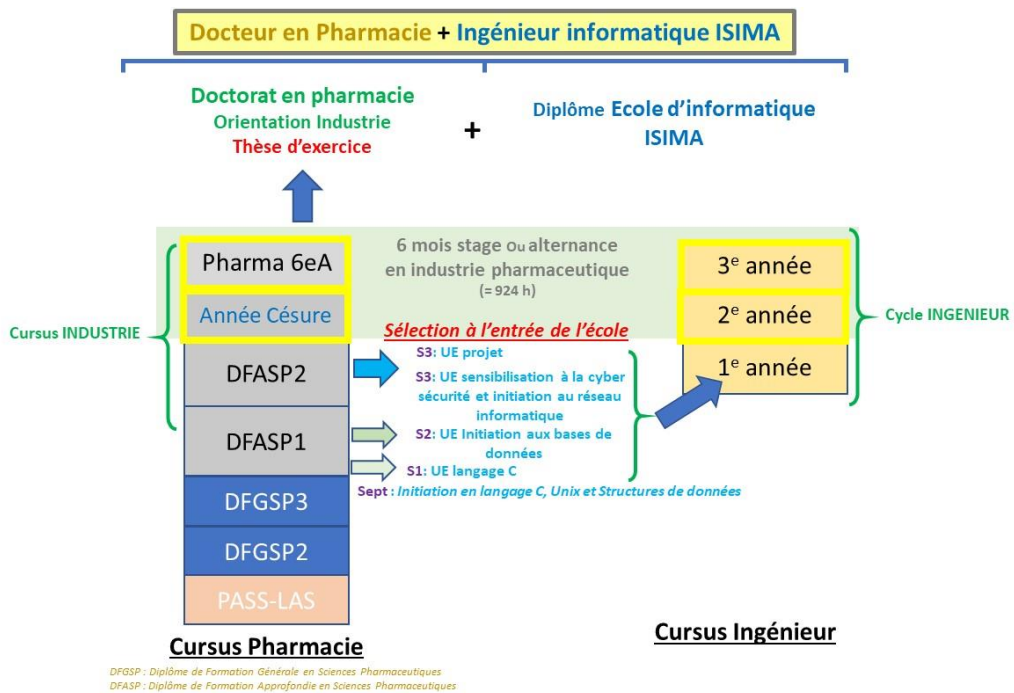 Docteur en Pharmacie + Ingénieur informatique ISIMA
Doctorat en pharmacie
Orientation Industrie
Thèse d'exercice
+
Diplôme Ecole d'informatique
ISIMA
Cursus INDUSTRIE
Pharma 6eA
Année Césure
DFASP2
DFASP1
DFGSP3
DFGSP2
PASS-LAS
Cursus Pharmacie
6 mois stage Ou alternance
en industrie pharmaceutique
(= 924 h)
Sélection à l'entrée de l'école
S3: UE projet
S3: UE sensibilisation à la cyber
sécurité et initiation au réseau
informatique
S2: UE Initiation aux bases de
données
S1: UE langage C
Sept : Initiation en langage C, Unix et Structures de données
3e année
2e année
1e année
Cycle INGENIEUR
Cursus Ingénieur
DFGSP : Diplôme de Formation Générale en Sciences Pharmaceutiques
DFASP : Diplôme de Formation Approfondie en Sciences Pharmaceutiques